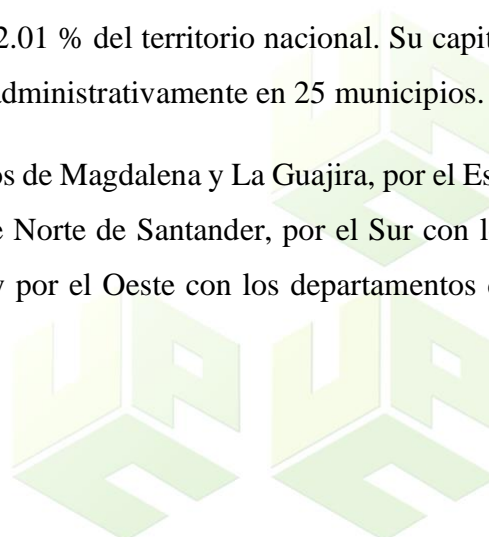 2.01 % del territorio nacional. Su capit
administrativamente en 25 municipios.
os de Magdalena y La Guajira, por el Es
e Norte de Santander, por el Sur con l
y por el Oeste con los departamentos